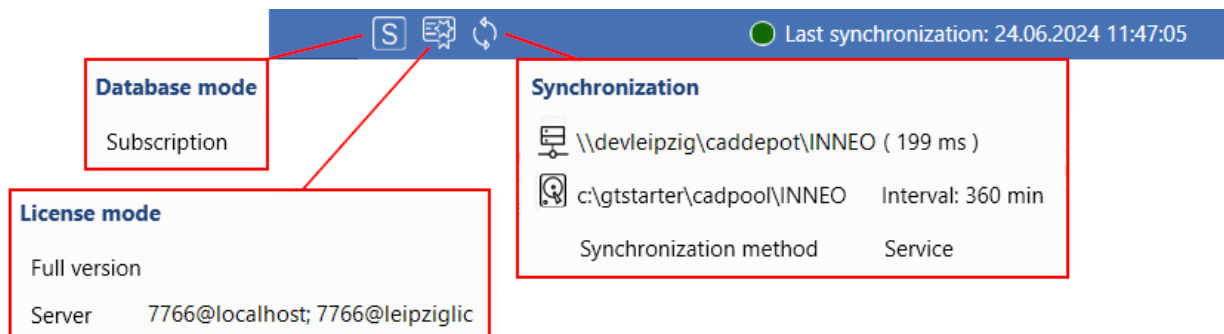 S Last synchronization: 24.06.2024 11:47:05
Database mode
Subscription
Synchronization
\\devleipzig\caddepot\INNEO ( 199 ms )
c:\gtstarter\cadpool\INNEO Interval: 360 min
Synchronization method Service
License mode
Full version
Server 7766@localhost; 7766@leipziglic